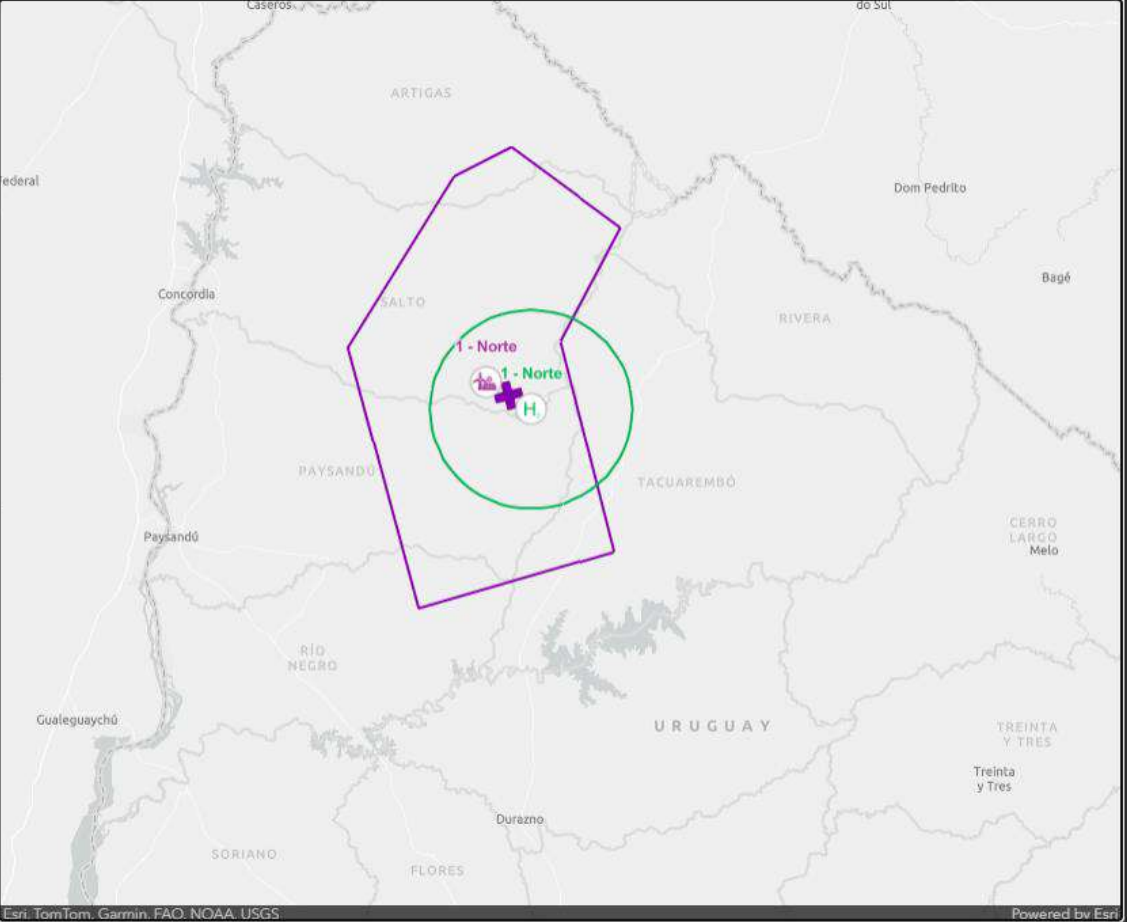 Caseros
do Sul
ARTIGAS
Federal
Dom Pedrito
Bagé
Concordia
SALTO
RIVERA
1 - Norte
1 - Norte
H₂
PAYSANDÚ
TACUAREMBÓ
Paysandú
CERRO
LARGO
Melo
RÍO
NEGRO
Gualeguaychú
URUGUAY
TREINTA
Y TRES
Treinta
y Tres
Durazno
SORIANO
FLORES
Esri, TomTom, Garmin, FAO, NOAA, USGS
Powered by Esri